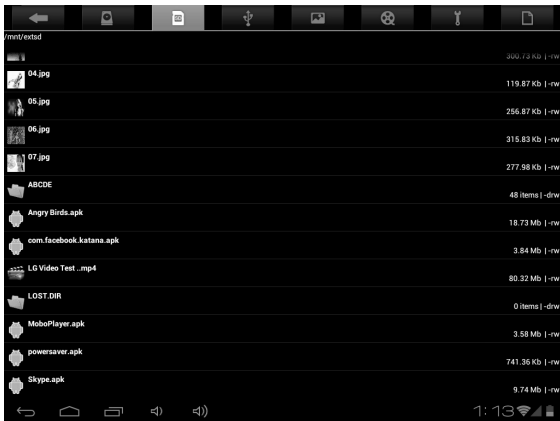 /mnt/extsd
300.73 Kb | -rw
04.jpg
119.87 Kb | -rw
05.jpg
256.87 Kb | -rw
06.jpg
315.83 Kb | -rw
07.jpg
277.98 Kb | -rw
ABCDE
48 items | -drw
Angry Birds.apk
18.73 Mb | -rw
com.facebook.katana.apk
3.84 Mb | -rw
LG Video Test ..mp4
80.32 Mb | -rw
LOST.DIR
0 items | -drw
MoboPlayer.apk
3.58 Mb | -rw
powersaver.apk
741.36 Kb | -rw
Skype.apk
9.74 Mb | -rw
1:13